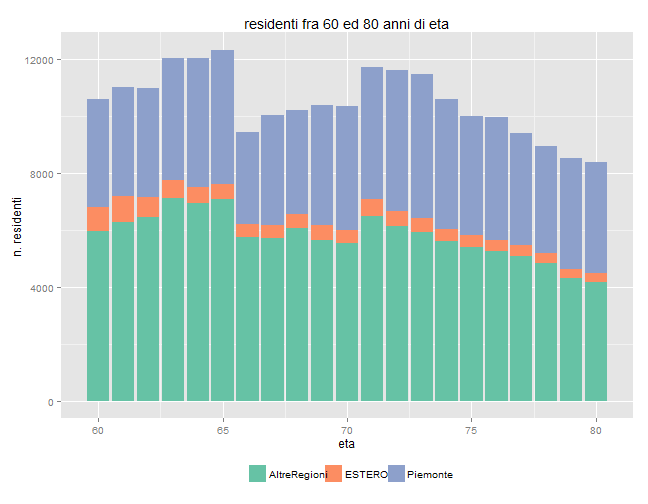 residenti fra 60 ed 80 anni di eta
n. residenti
12000
8000
4000
0
60 65 70 75 80
eta
AltreRegioni ESTERO Piemonte